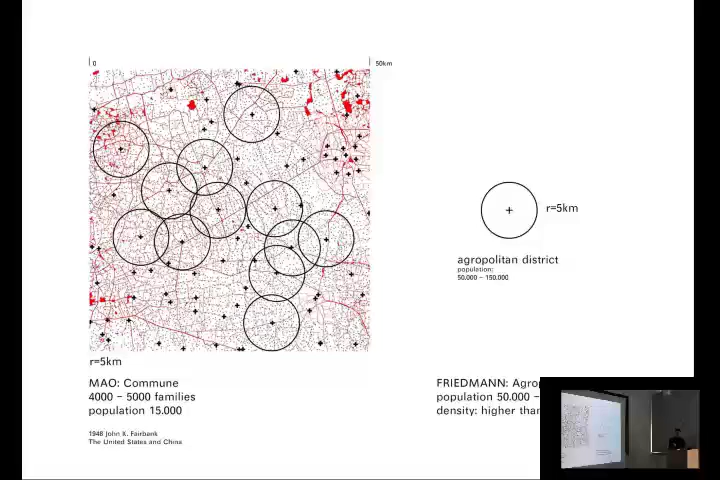 0
50km
r=5km
agropolitan district
population:
50.000 – 150.000
r=5km
MAO: Commune
4000 – 5000 families
population 15.000
FRIEDMANN: Agro
population 50.000 –
density: higher than
1948 John K. Fairbank
The United States and China